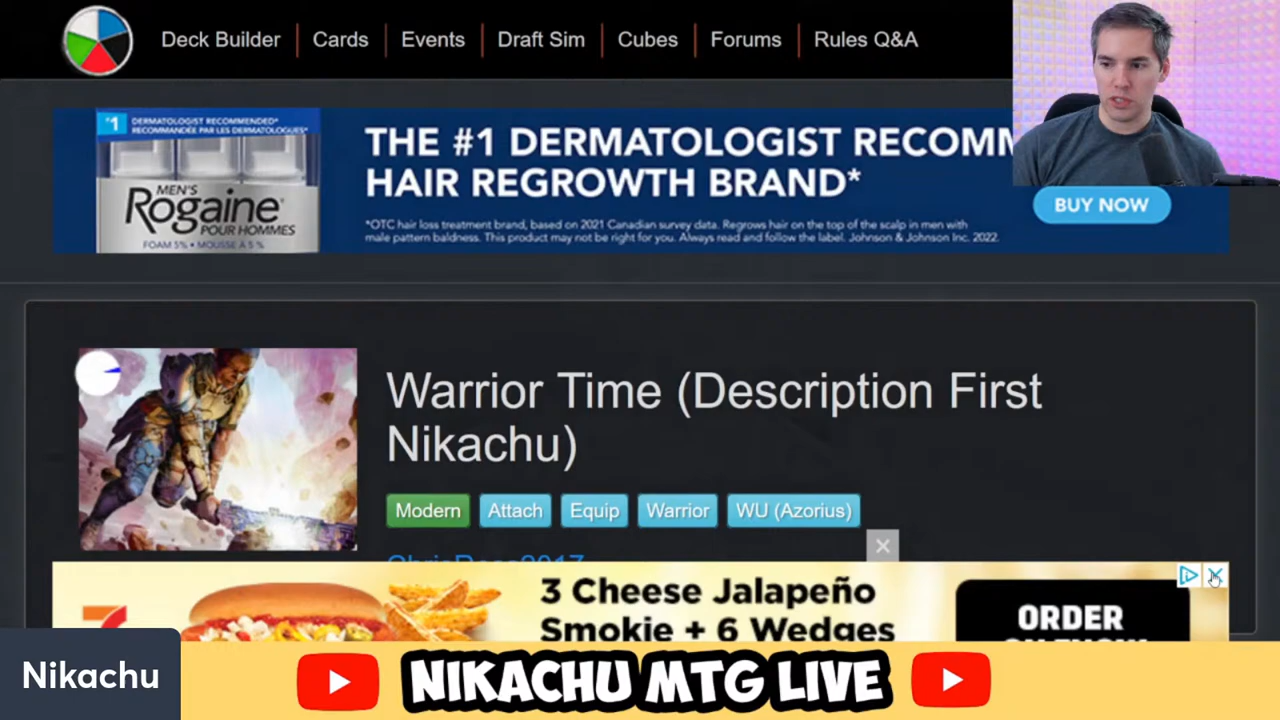 Deck Builder
Cards
Events
Draft Sim
Cubes
Forums
Rules Q&A
#1 DERMATOLOGIST RECOMMENDED*
RECOMMANDÉE PAR LES DERMATOLOGUES*
MEN'S
Rogaine
POUR HOMMES
FOAM 5% • MOUSSE À 5 %
THE #1 DERMATOLOGIST RECOMM
HAIR REGROWTH BRAND*
*OTC hair loss treatment brand, based on 2021 Canadian survey data. Regrows hair on the top of the scalp in men with
male pattern baldness. This product may not be right for you. Always read and follow the label. Johnson & Johnson Inc. 2022.
BUY NOW
Warrior Time (Description First
Nikachu)
Modern
Attach
Equip
Warrior
WU (Azorius)
3 Cheese Jalapeño
Smokie + 6 Wedges
ORDER
Nikachu
NIKACHU MTG LIVE